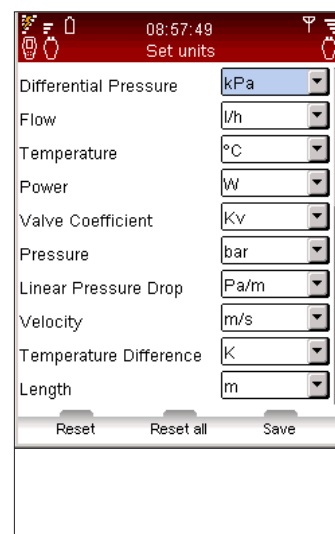 08:57:49
Set units
Differential Pressure kPa
Flow l/h
Temperature °C
Power W
Valve Coefficient Kv
Pressure bar
Linear Pressure Drop Pa/m
Velocity m/s
Temperature Difference K
Length m
Reset Reset all Save